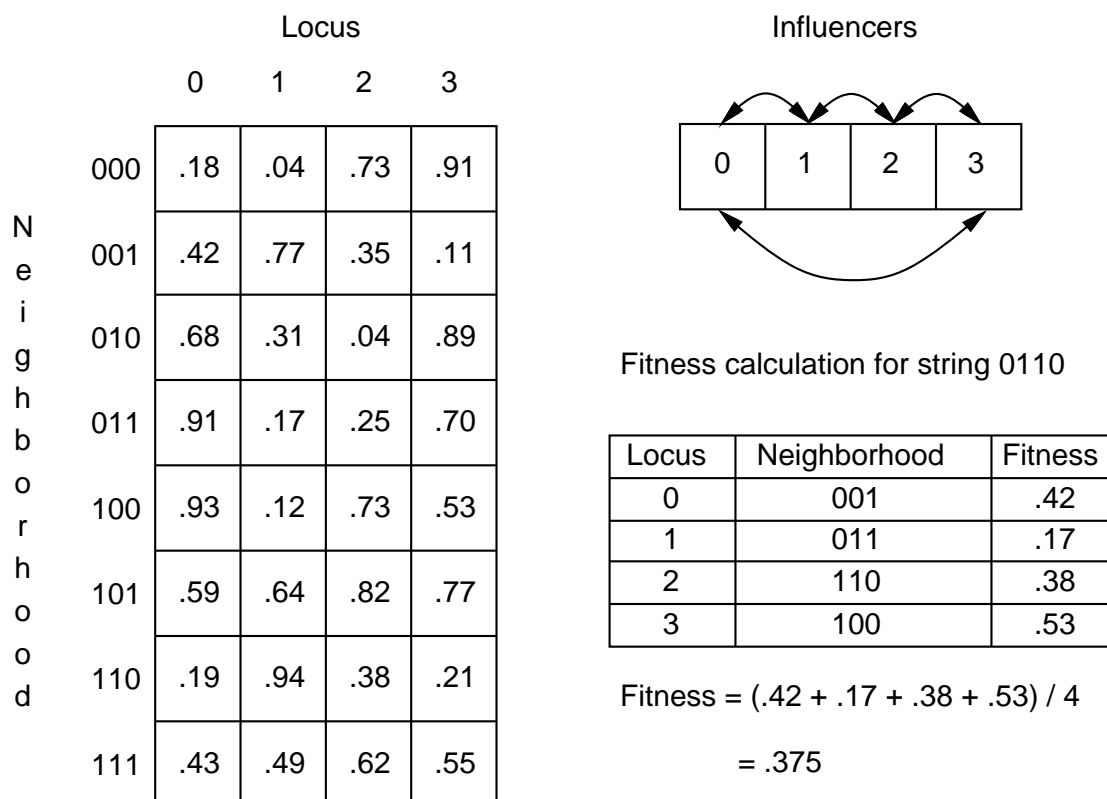 Locus
0 1 2 3
Neighborhood
000 .18 .04 .73 .91
001 .42 .77 .35 .11
010 .68 .31 .04 .89
011 .91 .17 .25 .70
100 .93 .12 .73 .53
101 .59 .64 .82 .77
110 .19 .94 .38 .21
111 .43 .49 .62 .55
Influencers
0 1 2 3
Fitness calculation for string 0110
Locus Neighborhood Fitness
0 001 .42
1 011 .17
2 110 .38
3 100 .53
Fitness = (.42 + .17 + .38 + .53) / 4
= .375